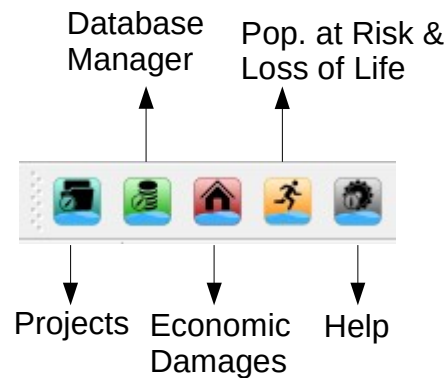 Database
Manager
Pop. at Risk &
Loss of Life
Projects
Economic
Damages
Help